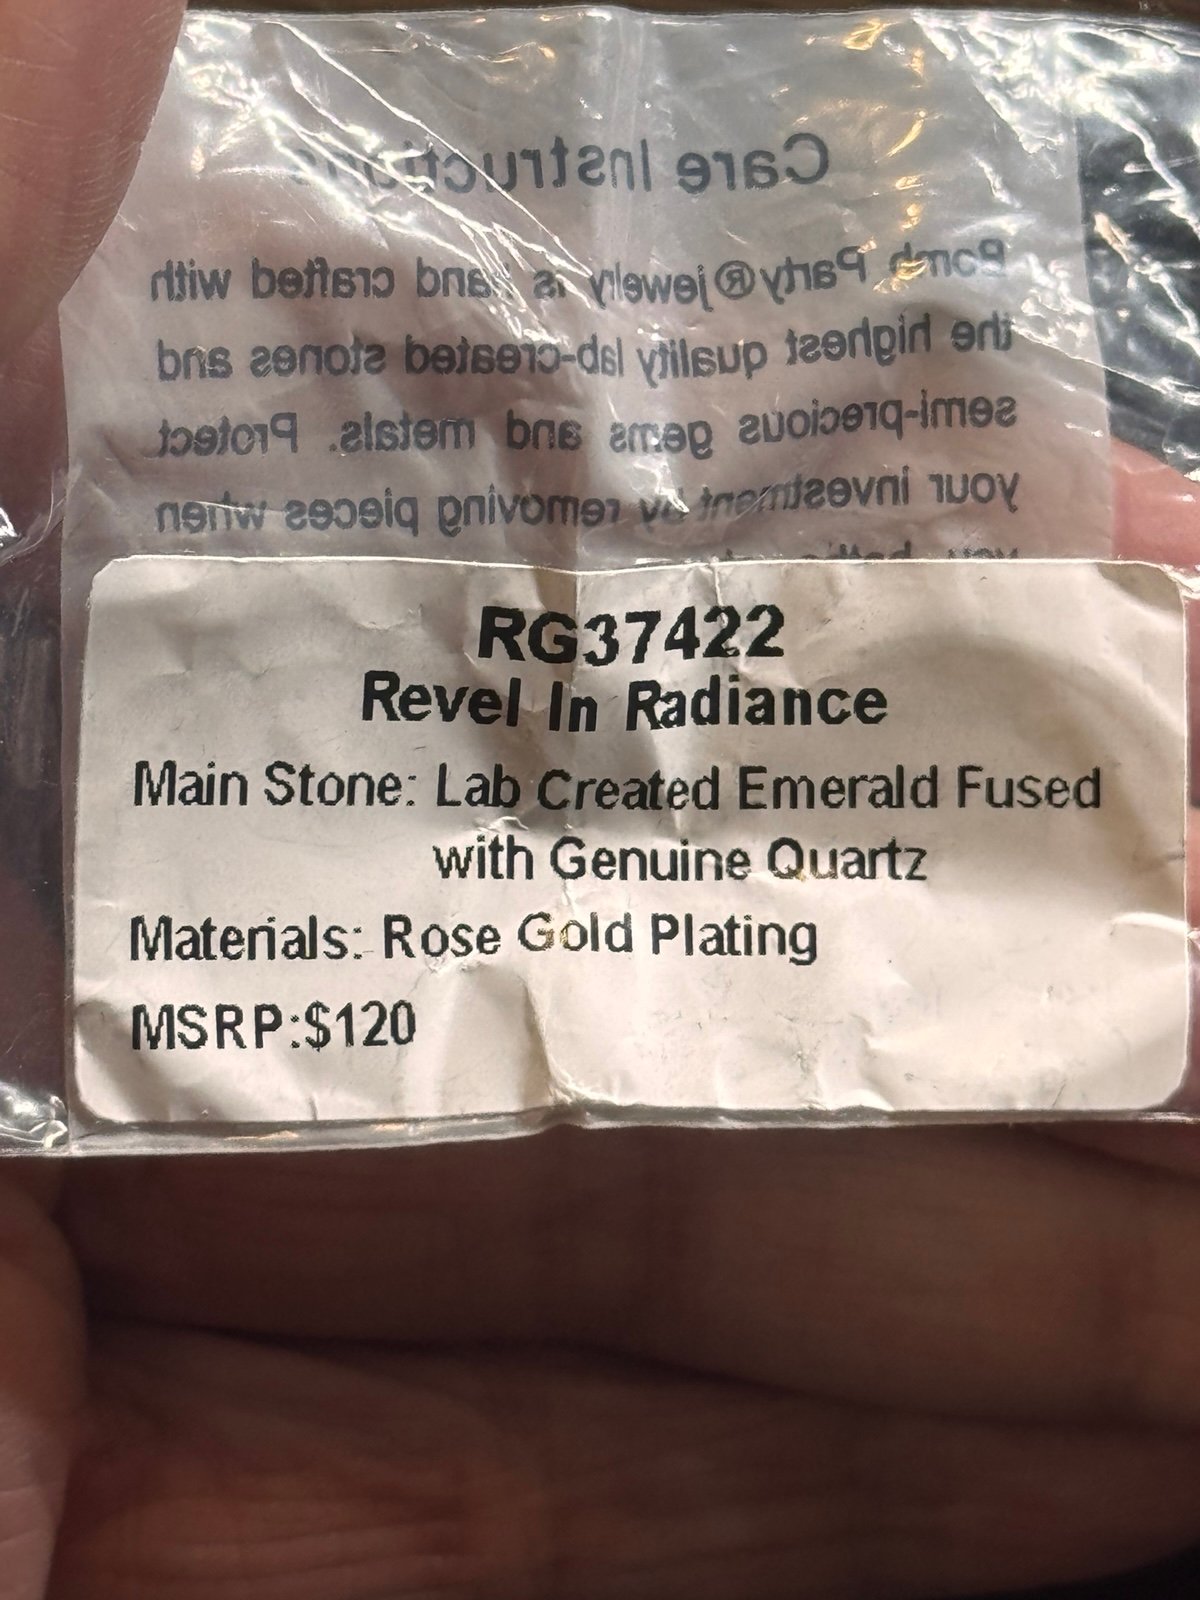 Care Instructions
Bomb Party® jewelry is hand crafted with
the highest quality lab-created stones and
semi-precious gems and metals. Protect
your investment by removing pieces when
you
RG37422
Revel In Radiance
Main Stone: Lab Created Emerald Fused
with Genuine Quartz
Materials: Rose Gold Plating
MSRP:$120